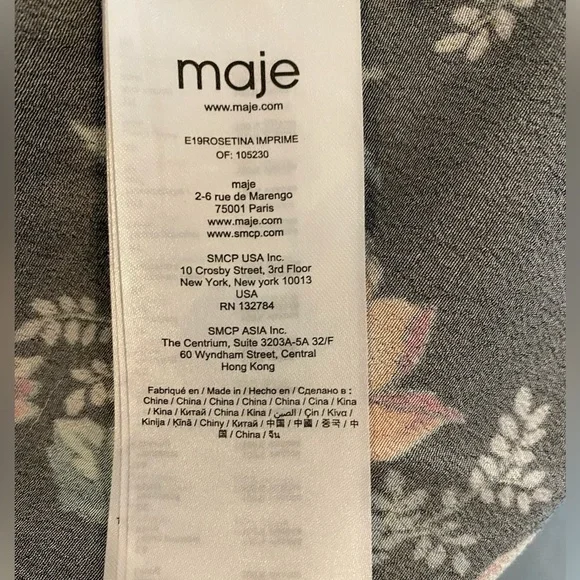 maje
www.maje.com
E19ROSETINA IMPRIME
OF: 105230
maje
2-6 rue de Marengo
75001 Paris
www.maje.com
www.smcp.com
SMCP USA Inc.
10 Crosby Street, 3rd Floor
New York, New york 10013
USA
RN 132784
SMCP ASIA Inc.
The Centrium, Suite 3203A-5A 32/F
60 Wyndham Street, Central
Hong Kong
Fabriqué en / Made in / Hecho en / Сделано в :
Chine / China / China / China / China / Cina / Kina
/ Kina / Китай / China / Kina / الصين / Çin / Κίνα /
Kinija / Ķīnā / Chiny / Китай / 中国 / 中國 / 중국 / 中
国 / China / จีน